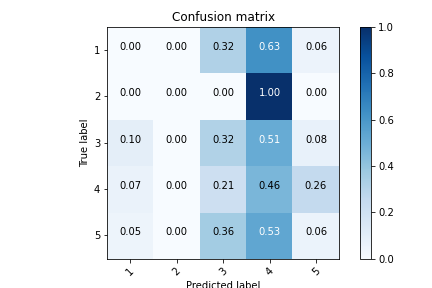 Confusion matrix
1.0
1 0.00 0.00 0.32 0.63 0.06
0.8
2 0.00 0.00 0.00 1.00 0.00
0.6
True label
3 0.10 0.00 0.32 0.51 0.08
0.4
4 0.07 0.00 0.21 0.46 0.26
0.2
5 0.05 0.00 0.36 0.53 0.06
0.0
1 2 3 4 5
Predicted label